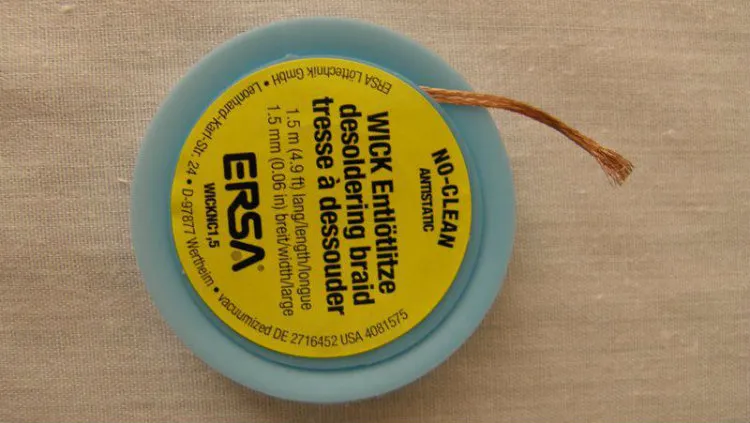 NO-CLEAN
ANTISTATIC
WICK Entlötlitze
desoldering braid
tresse à dessouder
1.5 m (4.9 ft) lang/length/longue
1.5 mm (0.06 in) breit/width/large
ERSA
WICKNC1,5
ERSA Löttechnik GmbH • Leonhard-Karl-Str. 24 • D-97877 Wertheim • vacuumized DE 2716452 USA 4081575